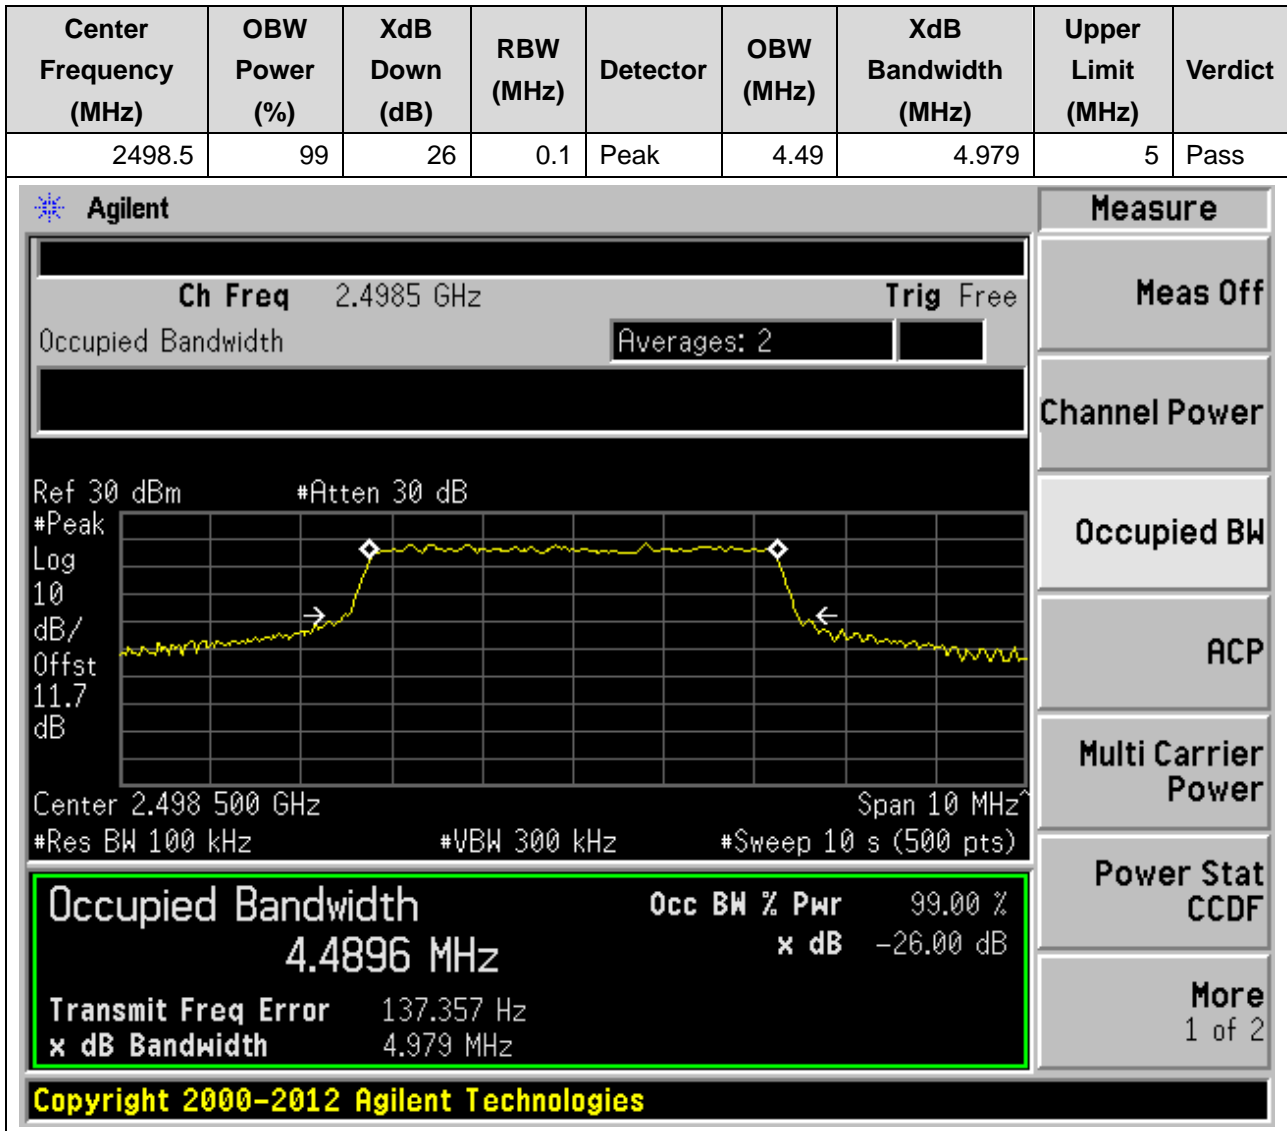 Center Frequency (MHz) OBW Power (%) XdB Down (dB) RBW (MHz) Detector OBW (MHz) XdB Bandwidth (MHz) Upper Limit (MHz) Verdict
2498.5 99 26 0.1 Peak 4.49 4.979 5 Pass
Agilent
Measure
Ch Freq 2.4985 GHz Trig Free
Meas Off
Occupied Bandwidth Averages: 2
Channel Power
Ref 30 dBm #Atten 30 dB
#Peak
Log
10
dB/
Offst
11.7
dB
Occupied BW
ACP
Multi Carrier
Power
Center 2.498 500 GHz Span 10 MHz^
#Res BW 100 kHz #VBW 300 kHz #Sweep 10 s (500 pts)
Power Stat
CCDF
Occupied Bandwidth Occ BW % Pwr 99.00 %
4.4896 MHz x dB -26.00 dB
Transmit Freq Error 137.357 Hz
x dB Bandwidth 4.979 MHz
More
1 of 2
Copyright 2000-2012 Agilent Technologies